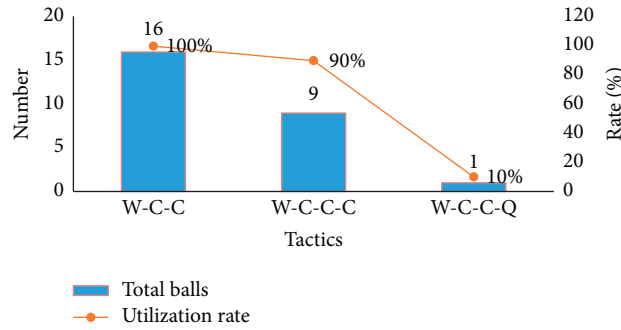 20
15
10
5
0
Number
120
100
80
60
40
20
0
Rate (%)
16
100%
9
90%
1
10%
W-C-C
W-C-C-C
W-C-C-Q
Tactics
Total balls
Utilization rate